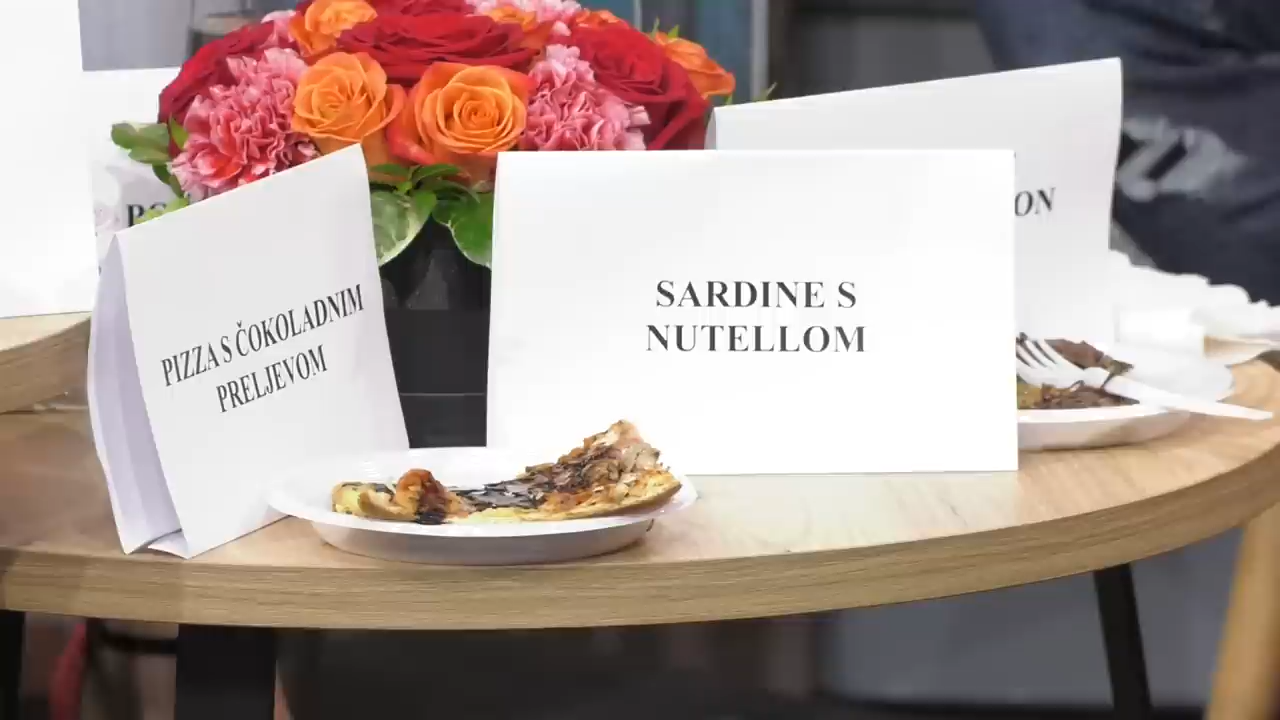 PIZZA S ČOKOLADNIM
PRELJEVOM
SARDINE S
NUTELLOM